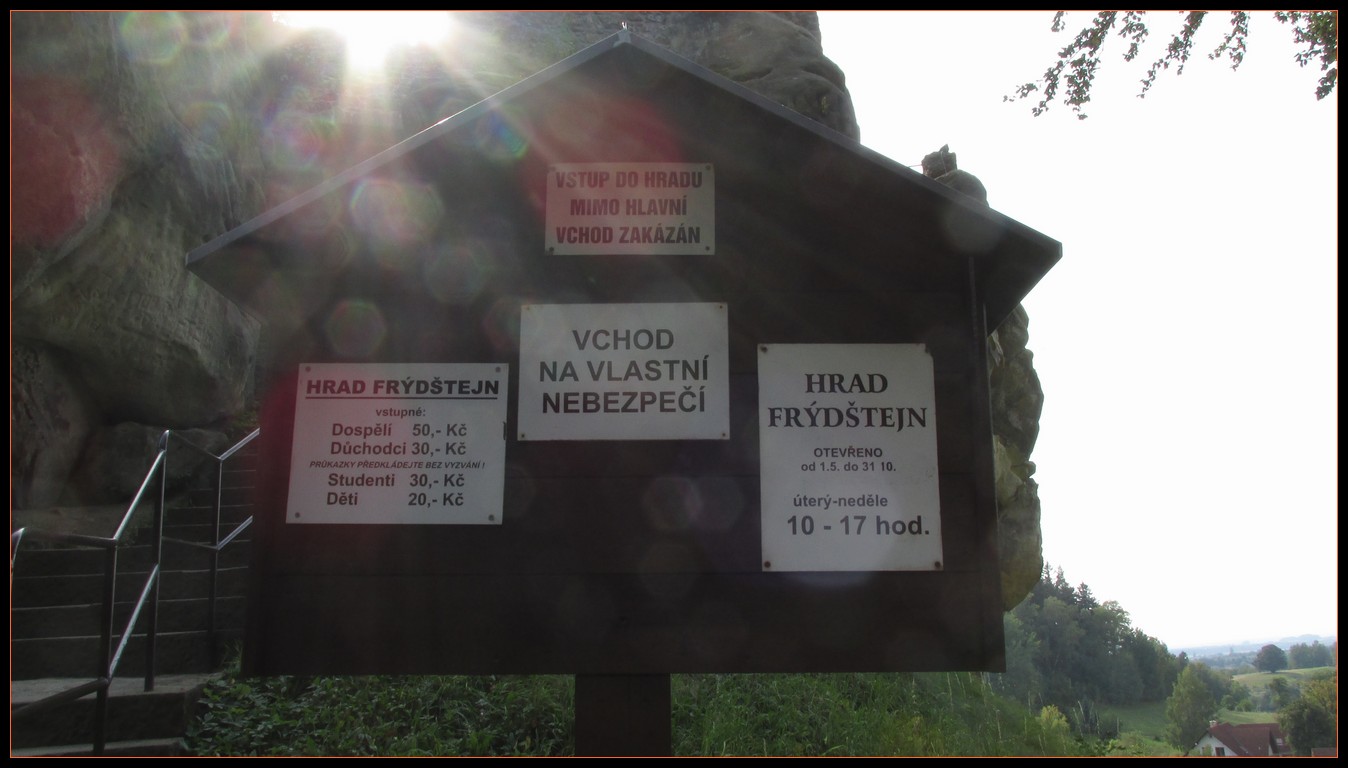 VSTUP DO HRADU
MIMO HLAVNÍ
VCHOD ZAKÁZÁN
VCHOD
NA VLASTNÍ
NEBEZPEČÍ
HRAD FRÝDŠTEJN
vstupné:
Dospělí 50,- Kč
Důchodci 30,- Kč
PRŮKAZKY PŘEDKLÁDEJTE BEZ VYZVÁNÍ !
Studenti 30,- Kč
Děti 20,- Kč
HRAD
FRÝDŠTEJN
OTEVŘENO
od 1.5. do 31 10.
úterý-neděle
10 - 17 hod.